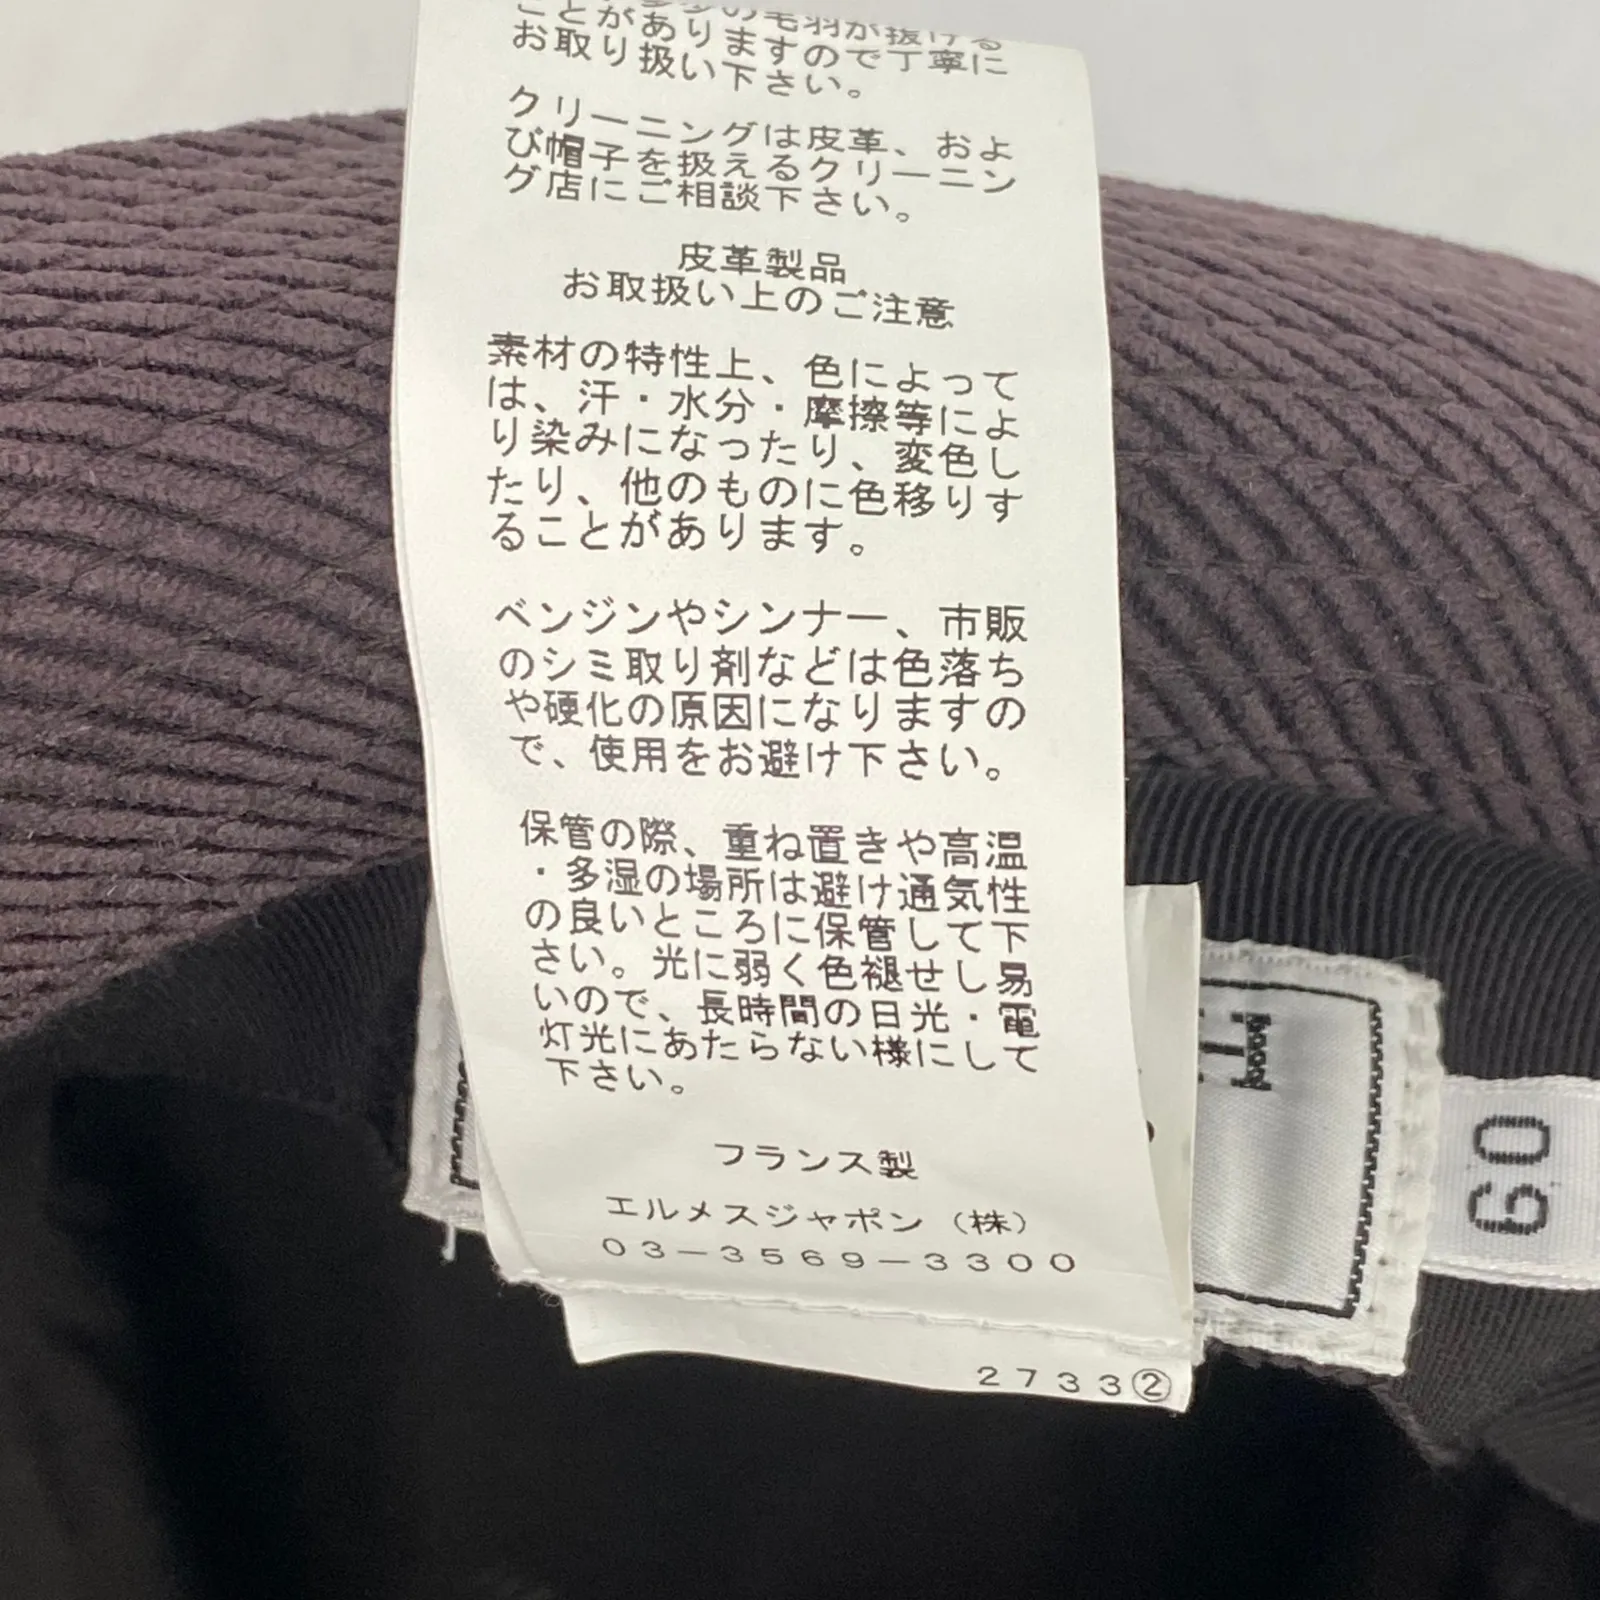 ことがありますので丁寧に
お取り扱い下さい。
クリーニングは皮革、およ
び帽子を扱えるクリーニン
グ店にご相談下さい。
皮革製品
お取扱い上のご注意
素材の特性上、色によって
は、汗・水分・摩擦等によ
り染みになったり、変色し
たり、他のものに色移りす
ることがあります。
ベンジンやシンナー、市販
のシミ取り剤などは色落ち
や硬化の原因になりますの
で、使用をお避け下さい。
保管の際、重ね置きや高温
・多湿の場所は避け通気性
の良いところに保管して下
さい。光に弱く色褪せし易
いので、長時間の日光・電
灯光にあたらない様にして
下さい。
フランス製
エルメスジャポン（株）
03-3569-3300
2733②
60